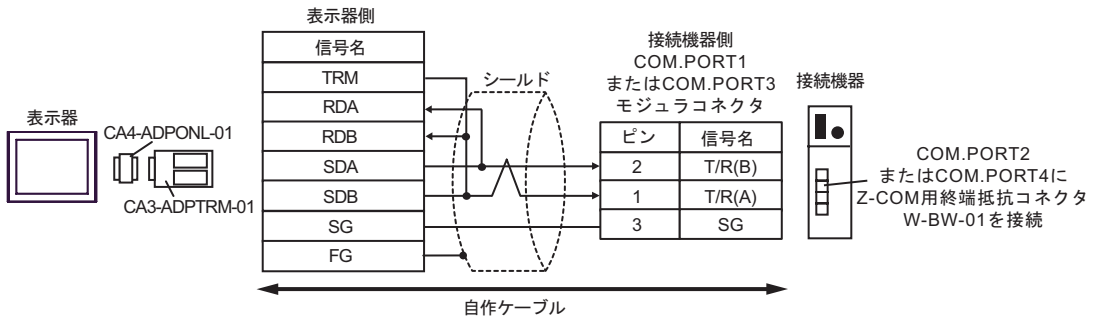 表示器
CA4-ADPONL-01
CA3-ADPTRM-01
表示器側
信号名
TRM
RDA
RDB
SDA
SDB
SG
FG
シールド
接続機器側
COM.PORT1
またはCOM.PORT3
モジュラコネクタ
ピン 信号名
2 T/R(B)
1 T/R(A)
3 SG
接続機器
COM.PORT2
またはCOM.PORT4に
Z-COM用終端抵抗コネクタ
W-BW-01を接続
自作ケーブル